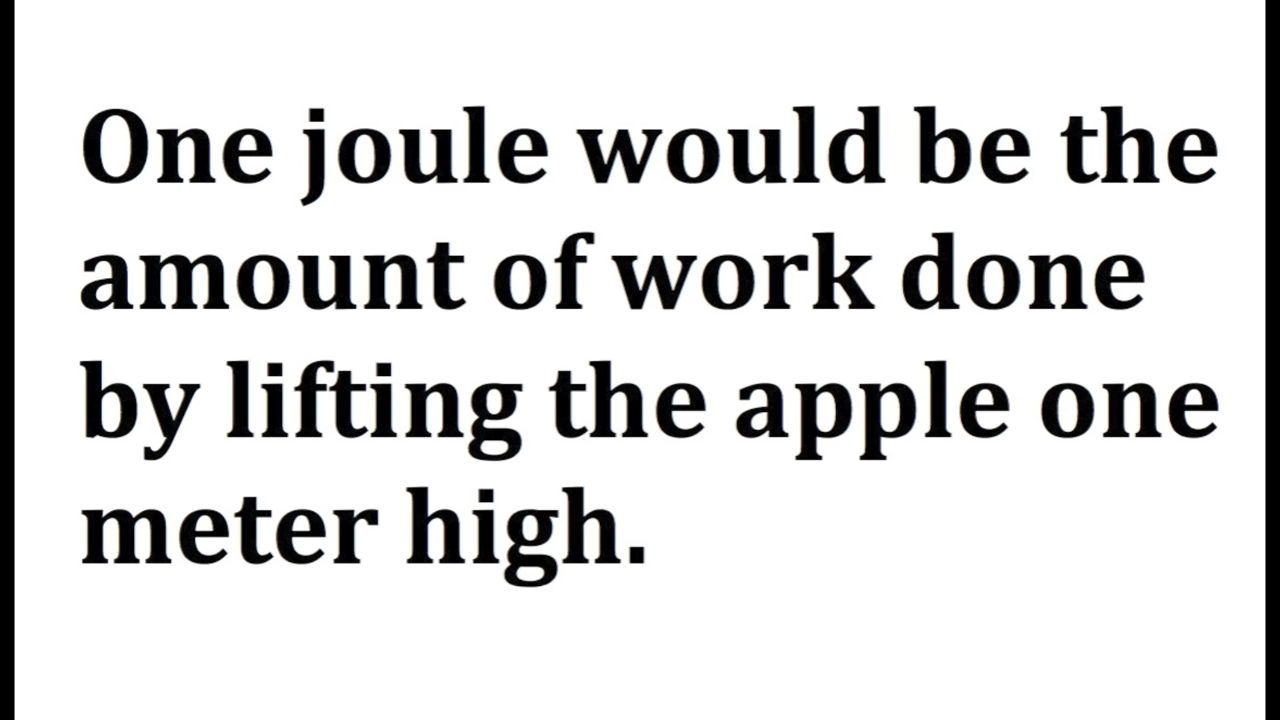 One joule would be the
amount of work done
by lifting the apple one
meter high.